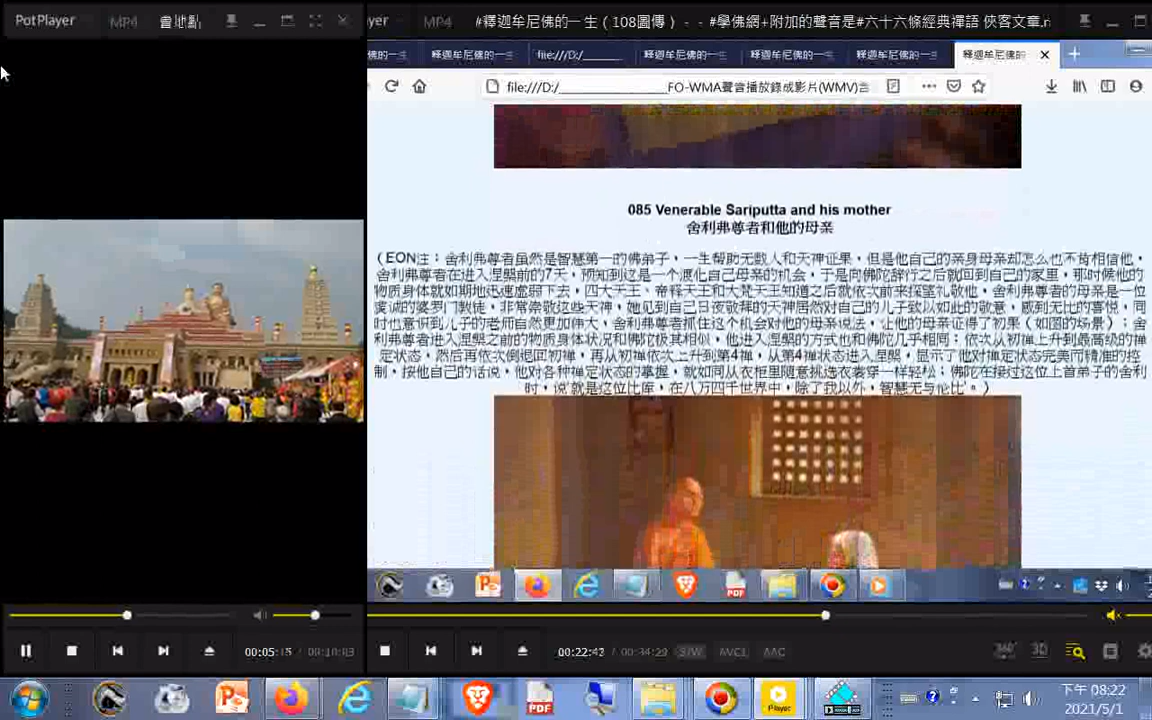 PotPlayer
MP4
會地點
yer
MP4
#釋迦牟尼佛的一生（108圖傳） - - #學佛網+附加的聲音是#六十六條經典禪語 俠客文章.n
佛的一生
釋迦牟尼佛的一生
file:///D:/
釋迦牟尼佛的一生
釋迦牟尼佛的一生
釋迦牟尼佛的一生
釋迦牟尼佛的
file:///D:/____________________FO-WMA聲音播放錄成影片(WMV)
085 Venerable Sariputta and his mother
舍利弗尊者和他的母亲
（EON注：舍利弗尊者虽然是智慧第一的佛弟子，一生帮助无数人和天神证果，但是他自己的亲身母亲却怎么也不肯相信他，
舍利弗尊者在进入涅槃前的7天，预知到这是一个渡化自己母亲的机会，于是向佛陀辞行之后就回到自己的家里，那时候他的
物质身体就如期地迅速虚弱下去，四大天王、帝释天王和大梵天王知道之后就依次前来探望礼敬他，舍利弗尊者的母亲是一位
虔诚的婆罗门教徒，非常崇敬这些天神，她见到自己日夜敬拜的天神居然对自己的儿子致以如此的敬意，感到无比的喜悦，同
时也意识到儿子的老师自然更加伟大，舍利弗尊者抓住这个机会对他的母亲说法，让他的母亲证得了初果（如图的场景）；舍
利弗尊者进入涅槃之前的物质身体状况和佛陀极其相似，他进入涅槃的方式也和佛陀几乎相同：依次从初禅上升到最高级的禅
定状态，然后再依次倒退回初禅，再从初禅依次上升到第4禅，从第4禅状态进入涅槃，显示了他对禅定状态完美而精准的控
制，按他自己的话说，他对各种禅定状态的掌握，就如同从衣柜里随意挑选衣裳穿一样轻松；佛陀在接过这位上首弟子的舍利
时，说‘就是这位比库，在八万四千世界中，除了我以外，智慧无与伦比’。）
00:05:15 / 00:10:03
00:22:42 / 00:34:29
S/W
AVC1
AAC
360°
3D
下午 08:22
2021/5/1